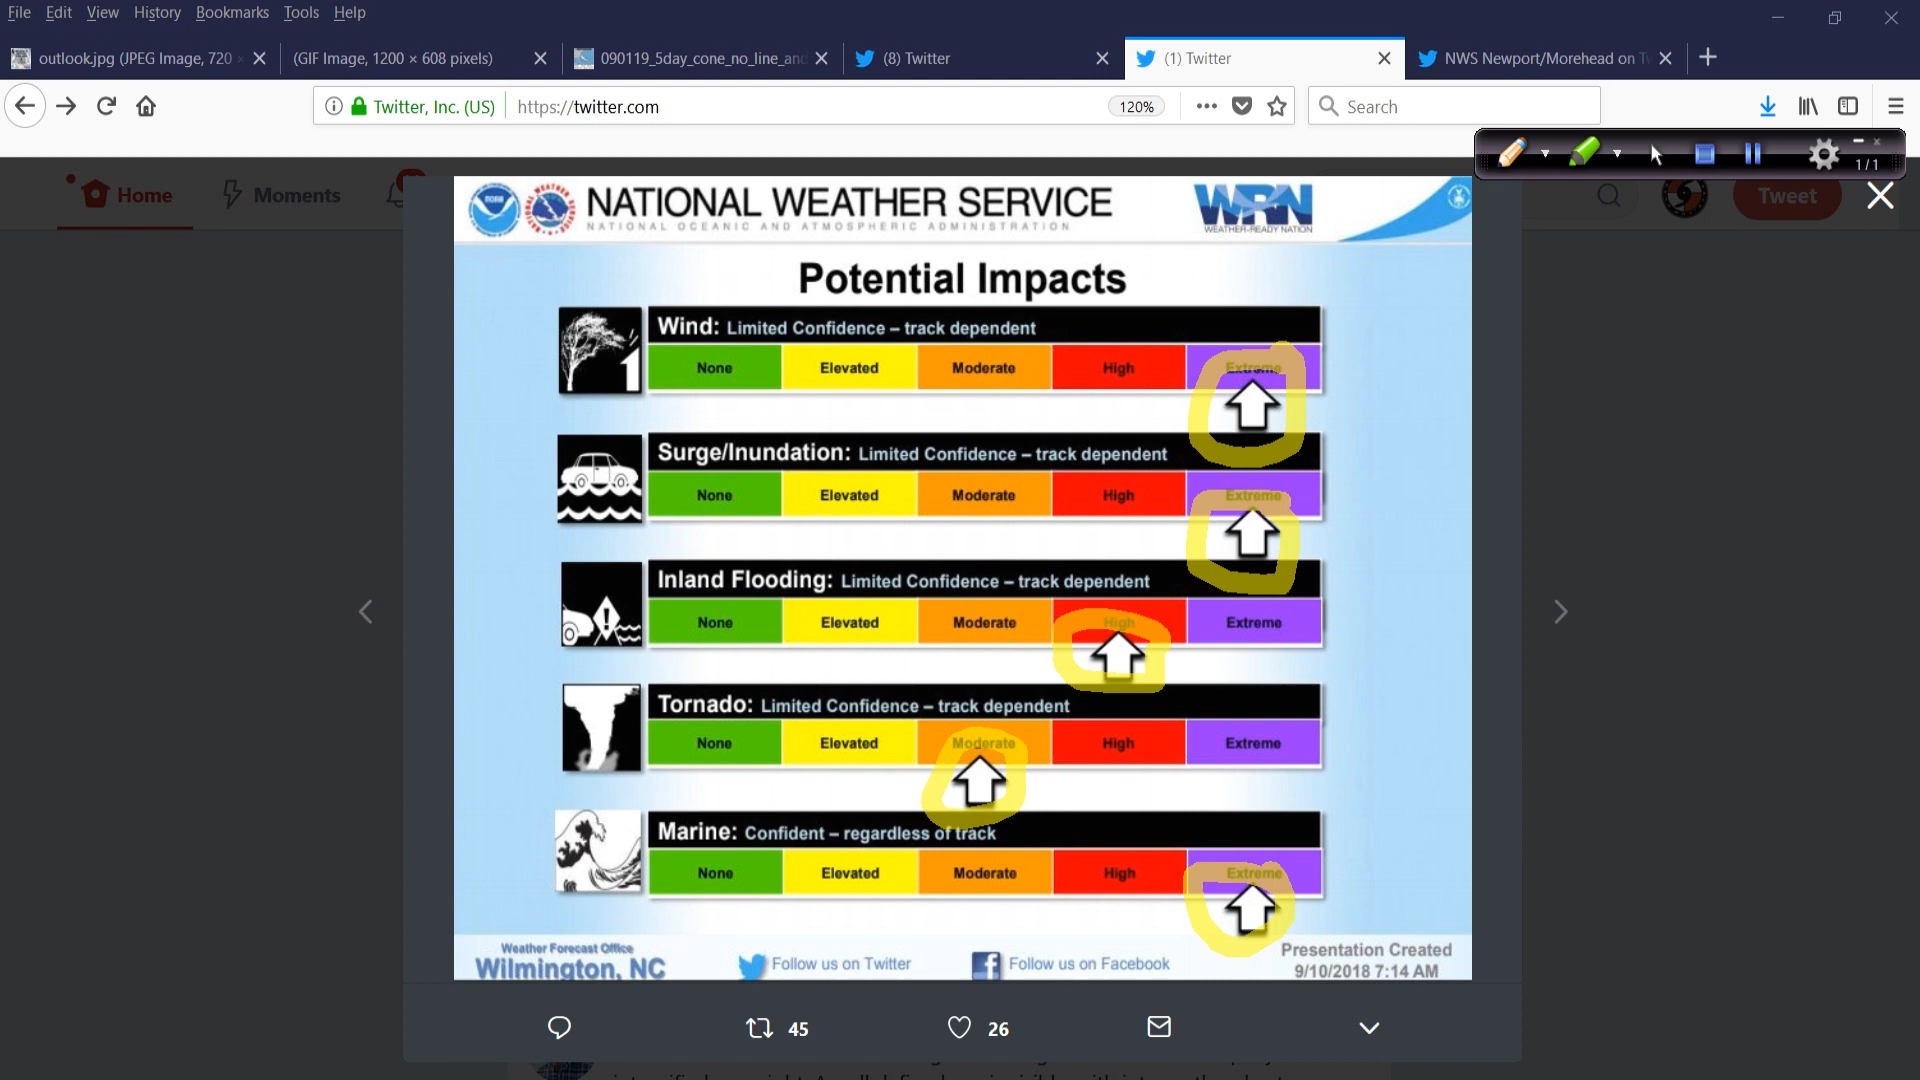 File Edit View History Bookmarks Tools Help
outlook.jpg (JPEG Image, 720 ×
(GIF Image, 1200 × 608 pixels)
090119_5day_cone_no_line_and
(8) Twitter
(1) Twitter
NWS Newport/Morehead on Tw
Twitter, Inc. (US) https://twitter.com 120% Search
1/1
Home Moments Tweet
NATIONAL WEATHER SERVICE
NATIONAL OCEANIC AND ATMOSPHERIC ADMINISTRATION
WRN
WEATHER-READY NATION
Potential Impacts
Wind: Limited Confidence – track dependent
None Elevated Moderate High Extreme
Surge/Inundation: Limited Confidence – track dependent
None Elevated Moderate High Extreme
Inland Flooding: Limited Confidence – track dependent
None Elevated Moderate High Extreme
Tornado: Limited Confidence – track dependent
None Elevated Moderate High Extreme
Marine: Confident – regardless of track
None Elevated Moderate High Extreme
Weather Forecast Office
Wilmington, NC
Follow us on Twitter
Follow us on Facebook
Presentation Created
9/10/2018 7:14 AM
45 26